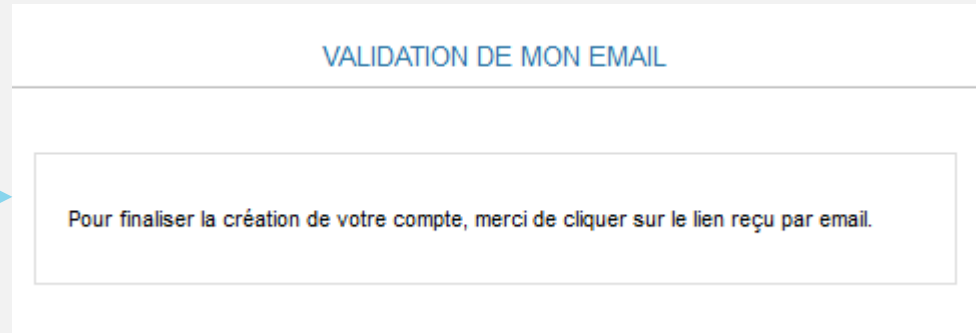 VALIDATION DE MON EMAIL
Pour finaliser la création de votre compte, merci de cliquer sur le lien reçu par email.